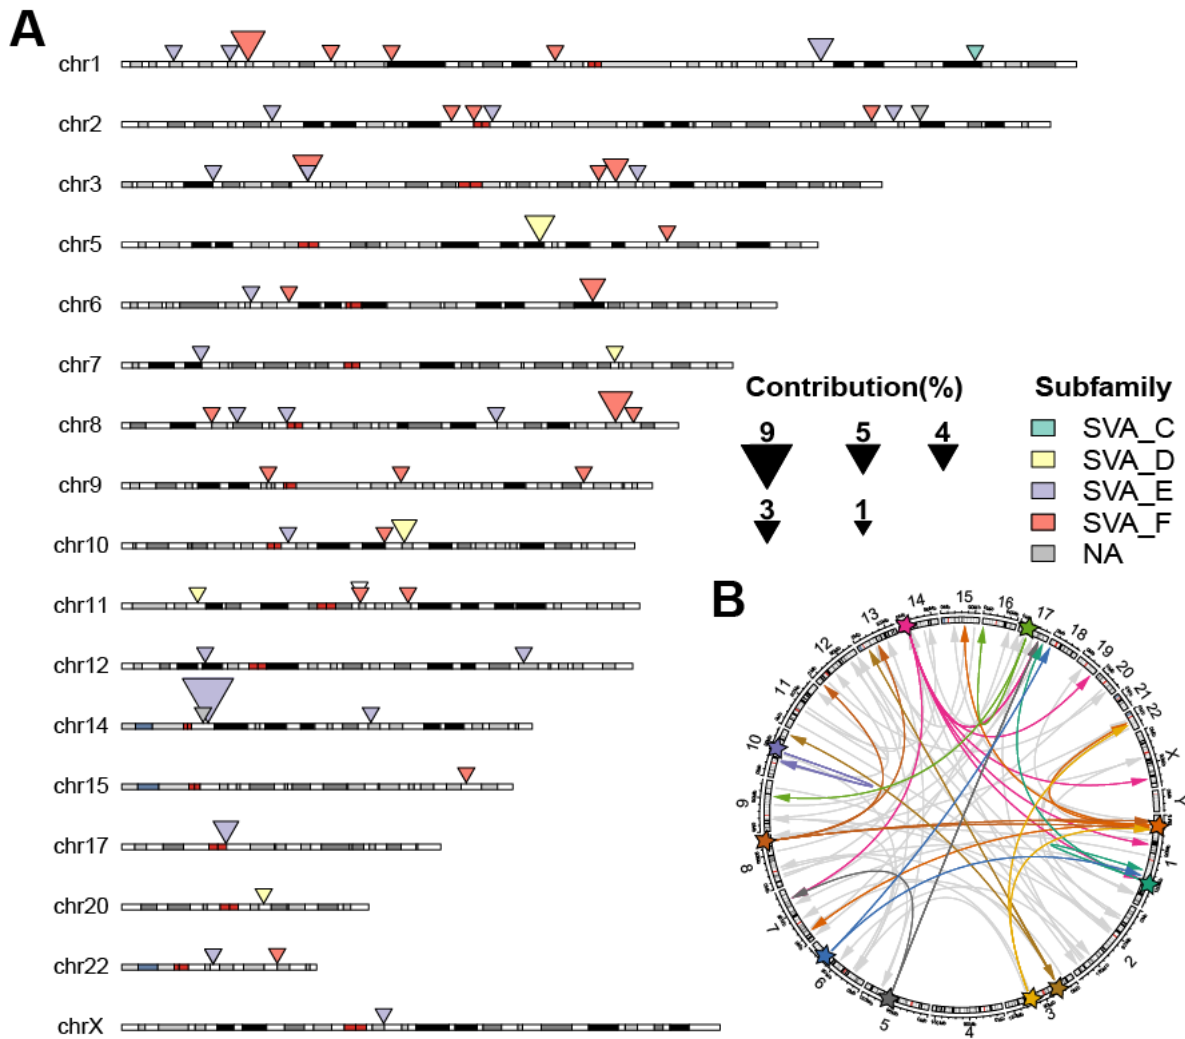 A
chr1
chr2
chr3
chr5
chr6
chr7
chr8
chr9
chr10
chr11
chr12
chr14
chr15
chr17
chr20
chr22
chrX
Contribution(%)
9 5 4
3 1
Subfamily
SVA_C
SVA_D
SVA_E
SVA_F
NA
B
1
2
3
4
5
6
7
8
9
10
11
12
13
14
15
16
17
18
19
20
21
22
X
Y